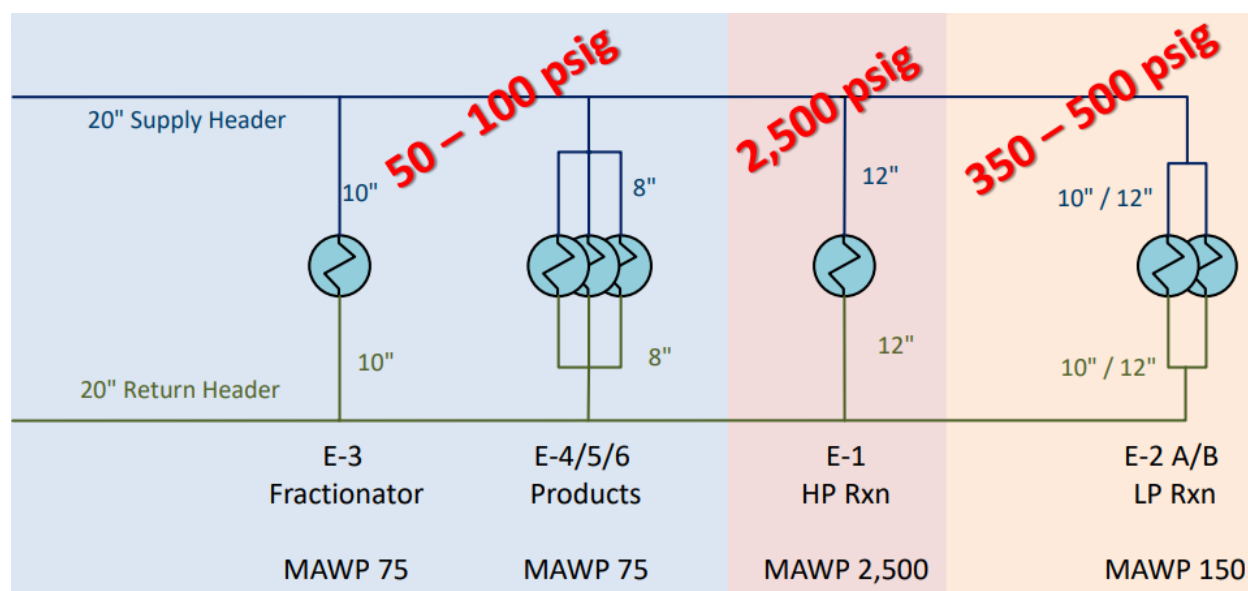 50 – 100 psig
2,500 psig
350 – 500 psig
20" Supply Header
10"
8"
12"
10" / 12"
10"
8"
12"
10" / 12"
20" Return Header
E-3
Fractionator
MAWP 75
E-4/5/6
Products
MAWP 75
E-1
HP Rxn
MAWP 2,500
E-2 A/B
LP Rxn
MAWP 150